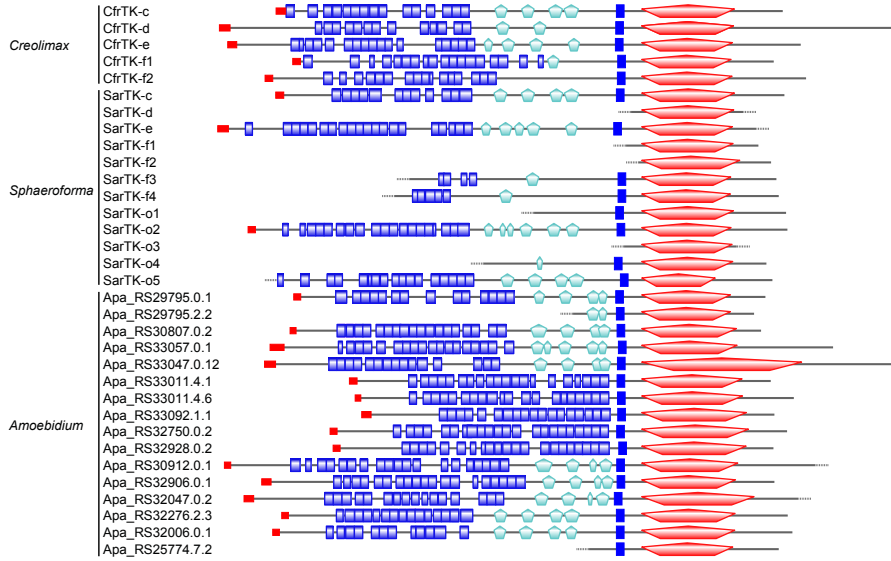 CfrTK-c
CfrTK-d
Creolimax
CfrTK-e
CfrTK-f1
CfrTK-f2
SarTK-c
SarTK-d
SarTK-e
SarTK-f1
SarTK-f2
Sphaeroforma
SarTK-f3
SarTK-f4
SarTK-o1
SarTK-o2
SarTK-o3
SarTK-o4
SarTK-o5
Apa_RS29795.0.1
Apa_RS29795.2.2
Apa_RS30807.0.2
Apa_RS33057.0.1
Apa_RS33047.0.12
Apa_RS33011.4.1
Apa_RS33011.4.6
Amoebidium
Apa_RS33092.1.1
Apa_RS32750.0.2
Apa_RS32928.0.2
Apa_RS30912.0.1
Apa_RS32906.0.1
Apa_RS32047.0.2
Apa_RS32276.2.3
Apa_RS32006.0.1
Apa_RS25774.7.2